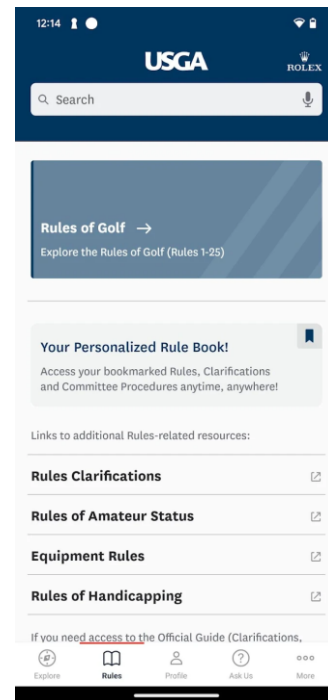 12:14
USGA
ROLEX
Search
Rules of Golf →
Explore the Rules of Golf (Rules 1-25)
Your Personalized Rule Book!
Access your bookmarked Rules, Clarifications
and Committee Procedures anytime, anywhere!
Links to additional Rules-related resources:
Rules Clarifications
Rules of Amateur Status
Equipment Rules
Rules of Handicapping
If you need access to the Official Guide (Clarifications,
Explore
Rules
Profile
Ask Us
More